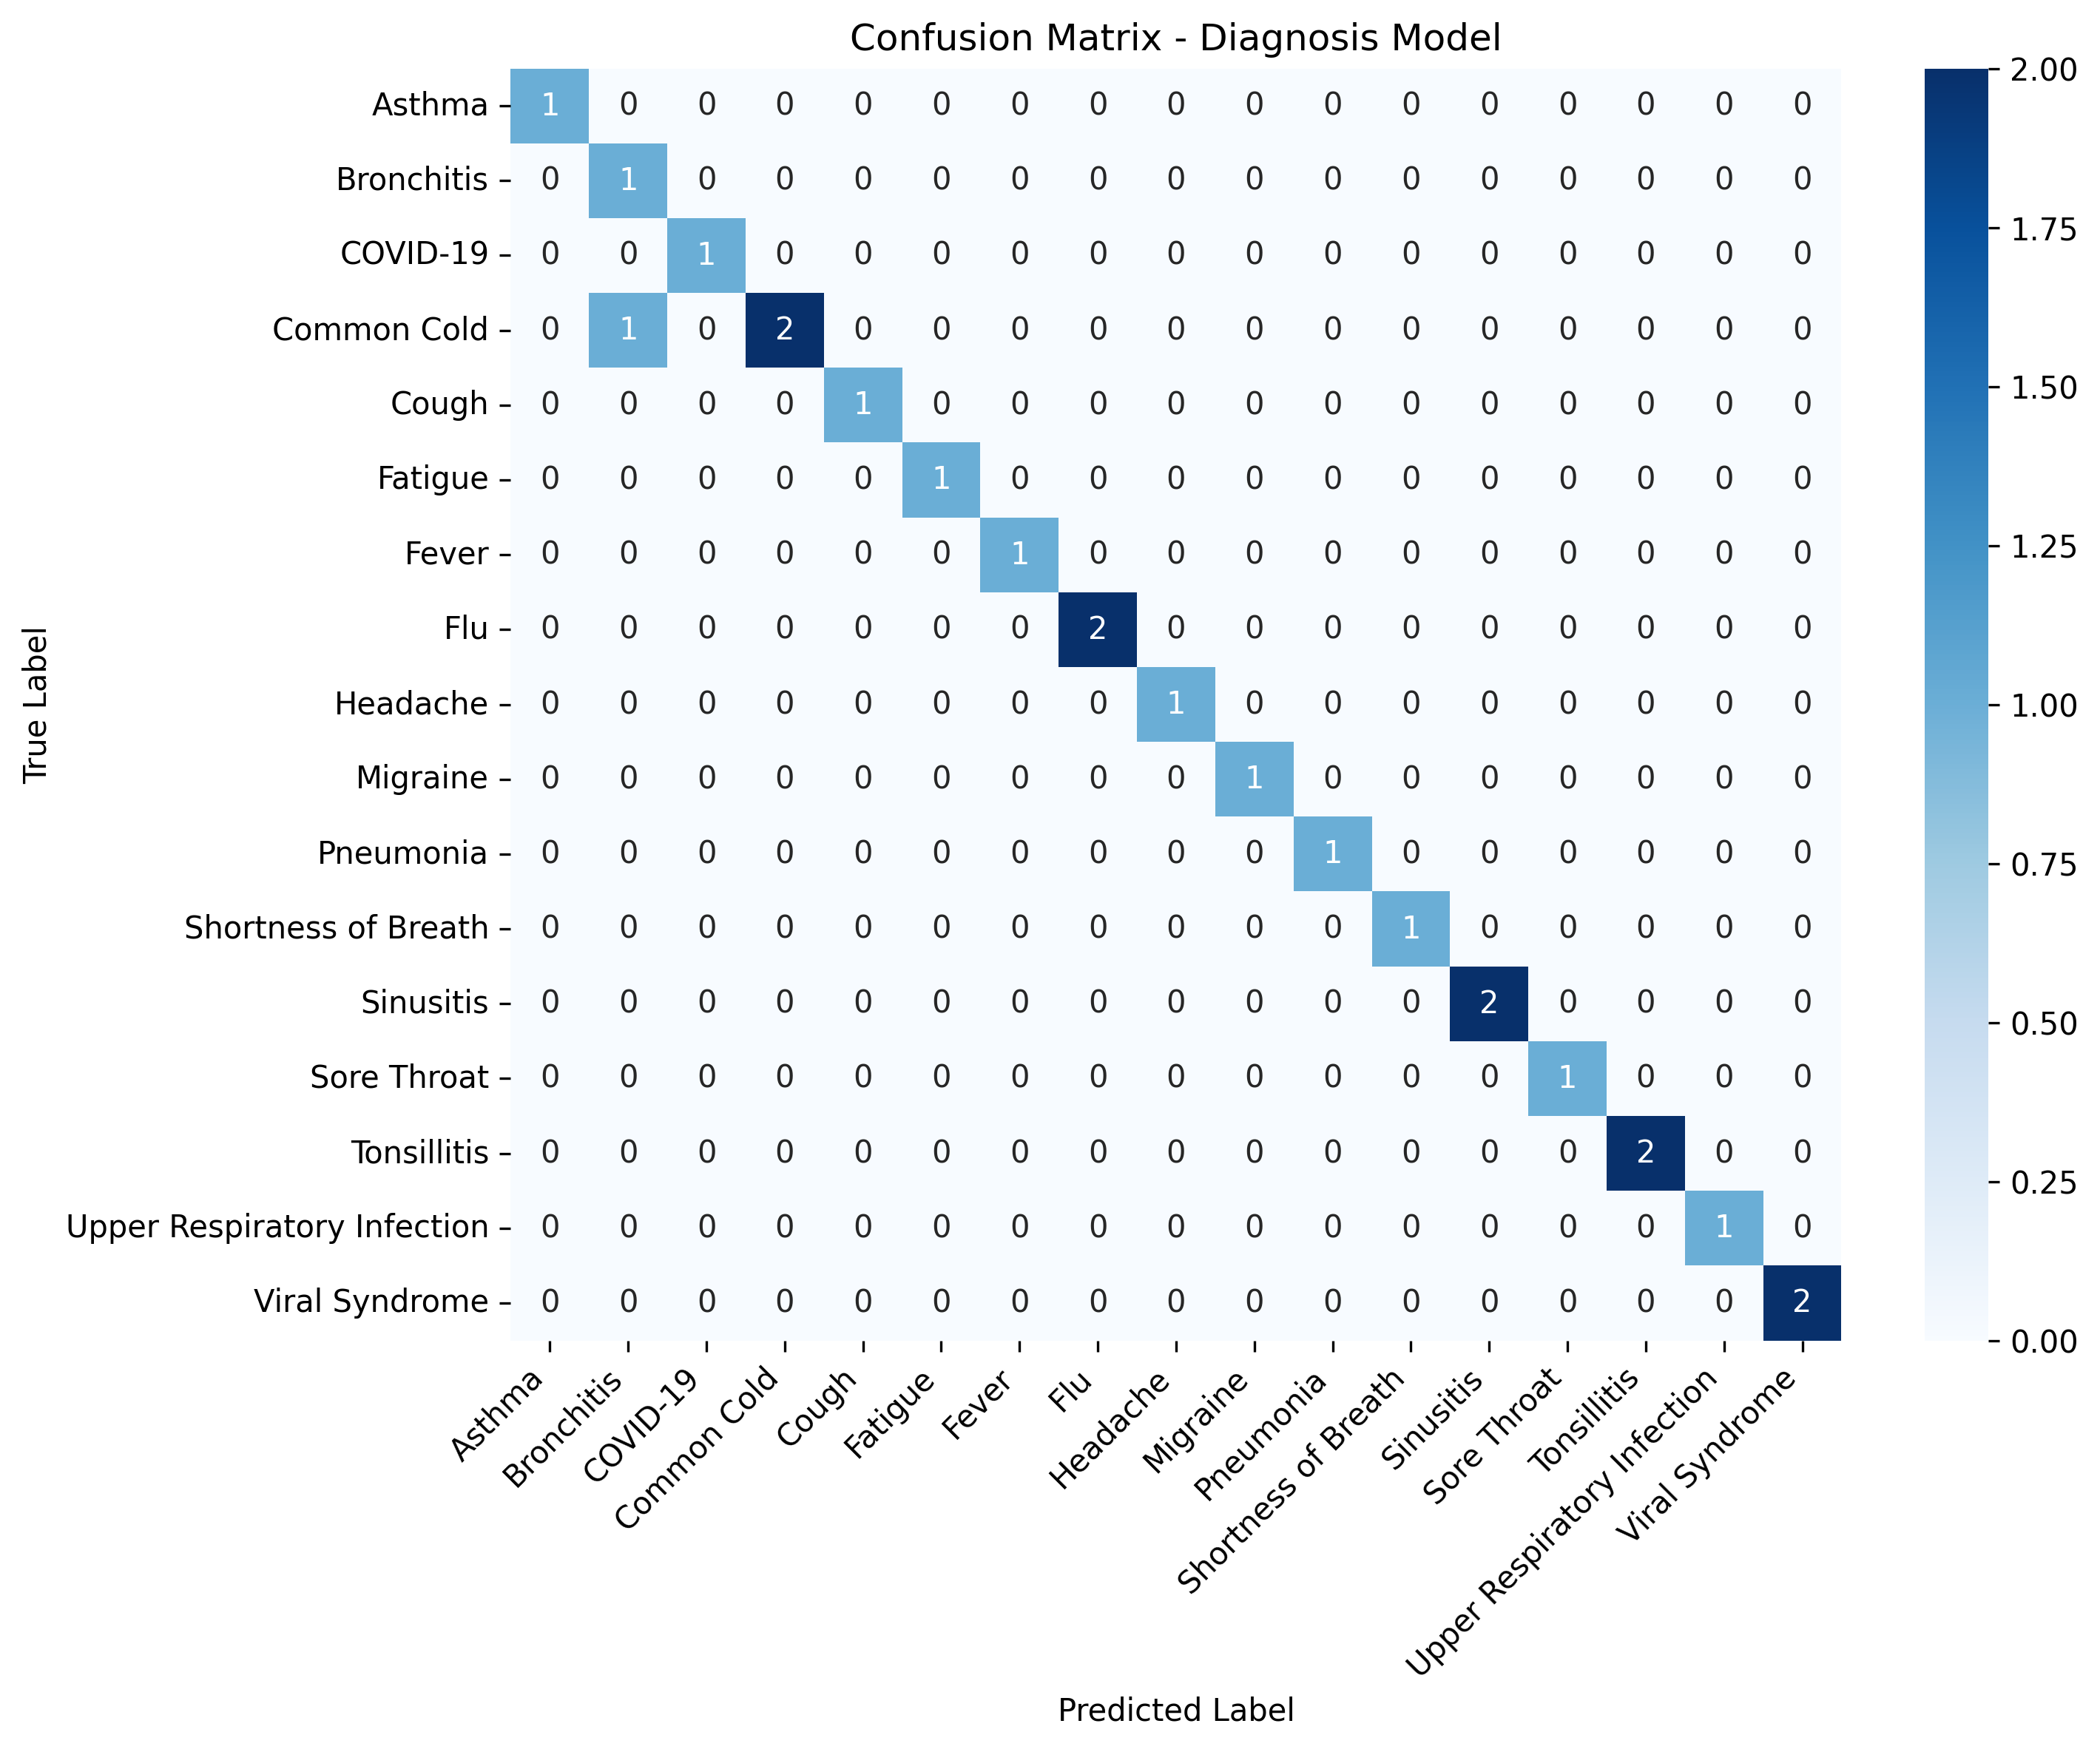 Confusion Matrix - Diagnosis Model
Asthma 1 0 0 0 0 0 0 0 0 0 0 0 0 0 0 0 0
Bronchitis 0 1 0 0 0 0 0 0 0 0 0 0 0 0 0 0 0
COVID-19 0 0 1 0 0 0 0 0 0 0 0 0 0 0 0 0 0
Common Cold 0 1 0 2 0 0 0 0 0 0 0 0 0 0 0 0 0
Cough 0 0 0 0 1 0 0 0 0 0 0 0 0 0 0 0 0
Fatigue 0 0 0 0 0 1 0 0 0 0 0 0 0 0 0 0 0
Fever 0 0 0 0 0 0 1 0 0 0 0 0 0 0 0 0 0
Flu 0 0 0 0 0 0 0 2 0 0 0 0 0 0 0 0 0
Headache 0 0 0 0 0 0 0 0 1 0 0 0 0 0 0 0 0
Migraine 0 0 0 0 0 0 0 0 0 1 0 0 0 0 0 0 0
Pneumonia 0 0 0 0 0 0 0 0 0 0 1 0 0 0 0 0 0
Shortness of Breath 0 0 0 0 0 0 0 0 0 0 0 1 0 0 0 0 0
Sinusitis 0 0 0 0 0 0 0 0 0 0 0 0 2 0 0 0 0
Sore Throat 0 0 0 0 0 0 0 0 0 0 0 0 0 1 0 0 0
Tonsillitis 0 0 0 0 0 0 0 0 0 0 0 0 0 0 2 0 0
Upper Respiratory Infection 0 0 0 0 0 0 0 0 0 0 0 0 0 0 0 1 0
Viral Syndrome 0 0 0 0 0 0 0 0 0 0 0 0 0 0 0 0 2
True Label
Asthma
Bronchitis
COVID-19
Common Cold
Cough
Fatigue
Fever
Flu
Headache
Migraine
Pneumonia
Shortness of Breath
Sinusitis
Sore Throat
Tonsillitis
Upper Respiratory Infection
Viral Syndrome
Predicted Label
2.00
1.75
1.50
1.25
1.00
0.75
0.50
0.25
0.00